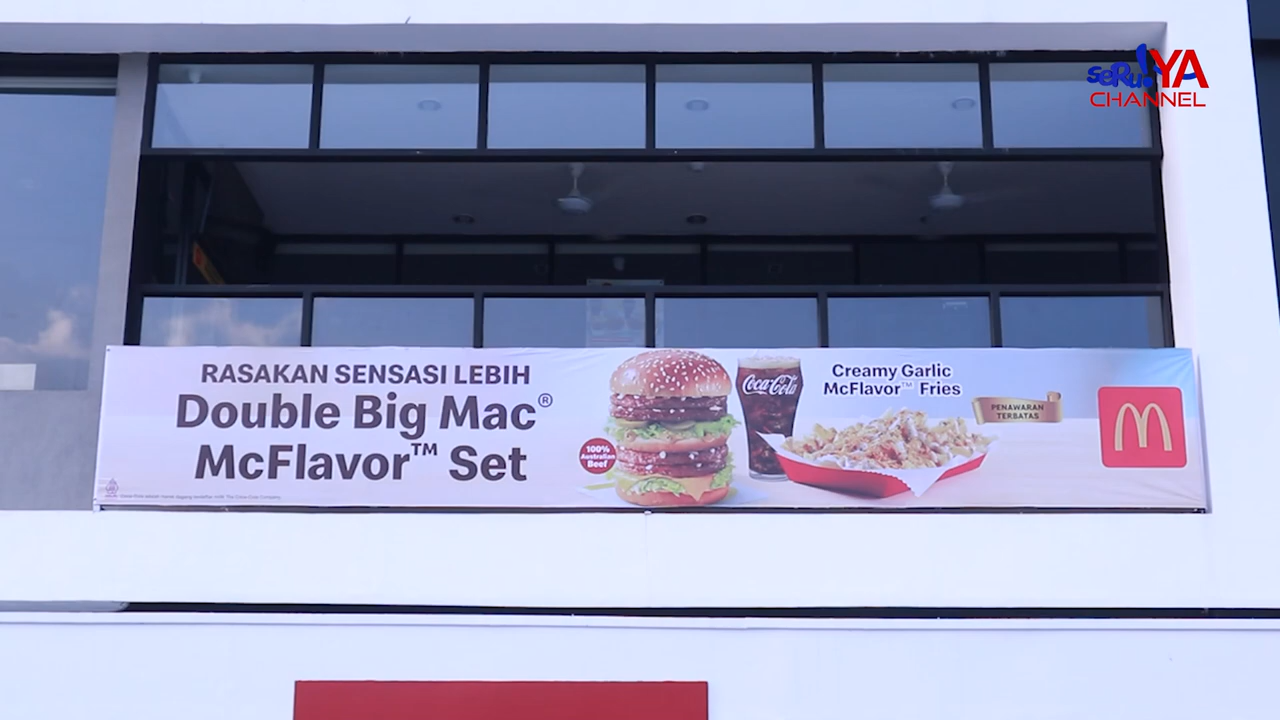 seRu!YA
CHANNEL
RASAKAN SENSASI LEBIH
Double Big Mac®
McFlavor™ Set
100%
Australian
Beef
Coca-Cola
Creamy Garlic
McFlavor™ Fries
PENAWARAN
TERBATAS